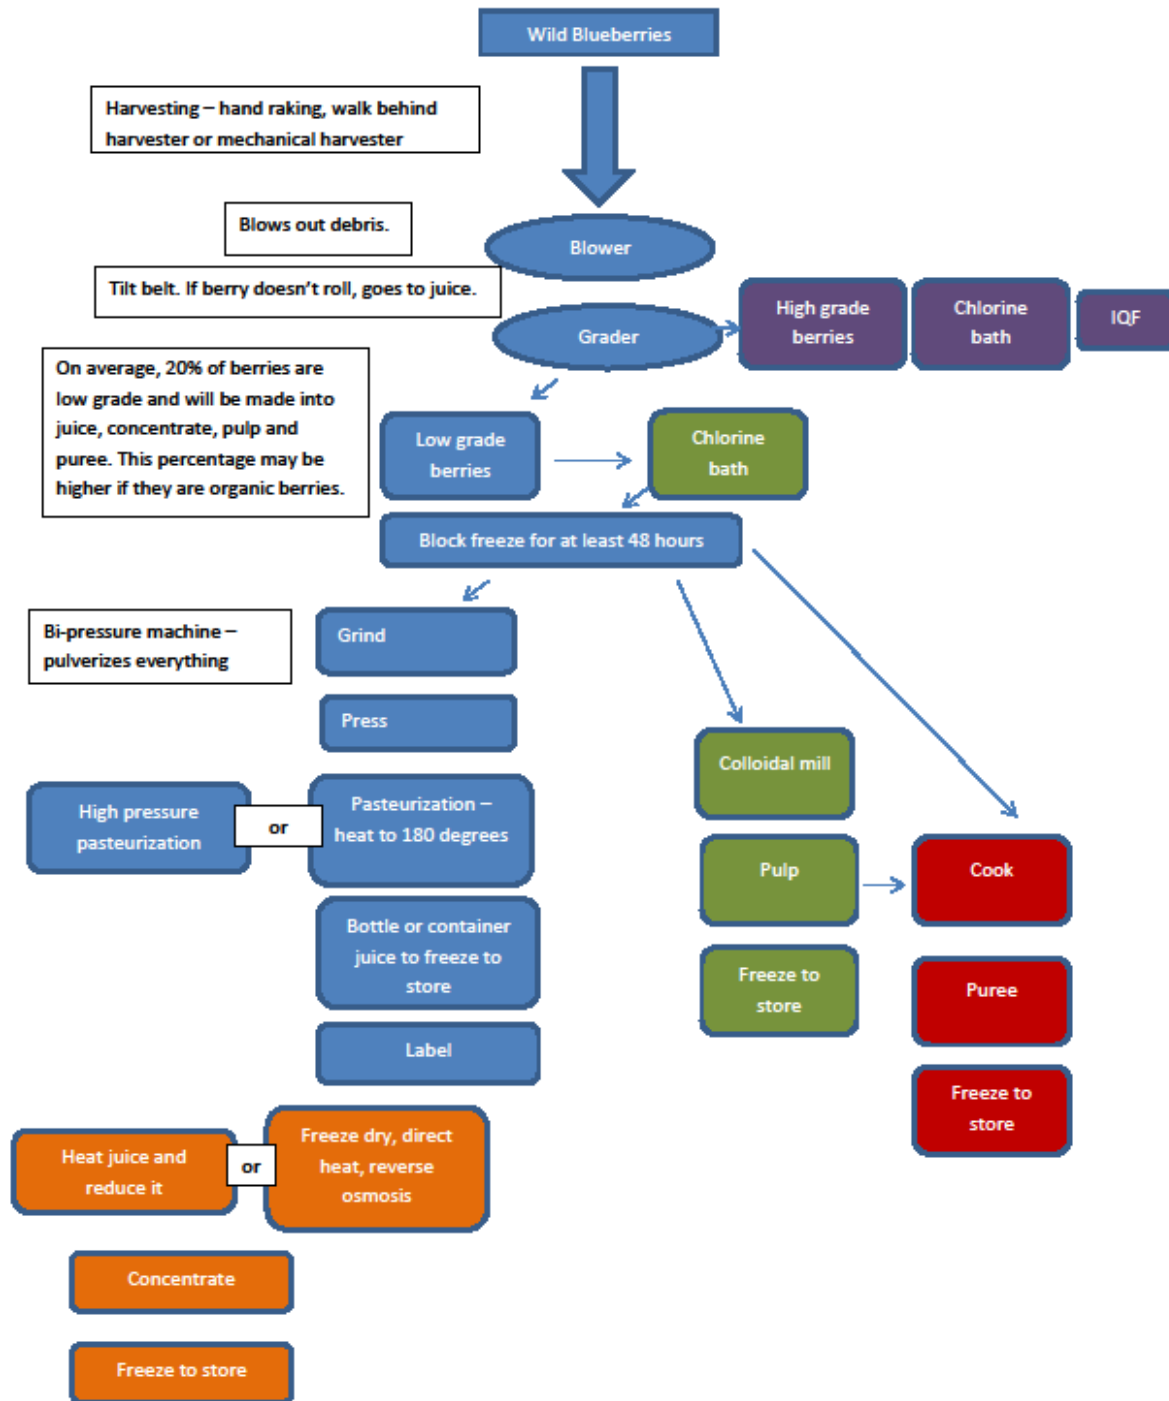 Wild Blueberries
Harvesting – hand raking, walk behind
harvester or mechanical harvester
Blows out debris.
Blower
Tilt belt. If berry doesn't roll, goes to juice.
Grader
High grade
berries
Chlorine
bath
IQF
On average, 20% of berries are
low grade and will be made into
juice, concentrate, pulp and
puree. This percentage may be
higher if they are organic berries.
Low grade
berries
Chlorine
bath
Block freeze for at least 48 hours
Bi-pressure machine –
pulverizes everything
Grind
Press
High pressure
pasteurization
or
Pasteurization –
heat to 180 degrees
Bottle or container
juice to freeze to
store
Label
Colloidal mill
Pulp
Freeze to
store
Cook
Puree
Freeze to
store
Heat juice and
reduce it
or
Freeze dry, direct
heat, reverse
osmosis
Concentrate
Freeze to store